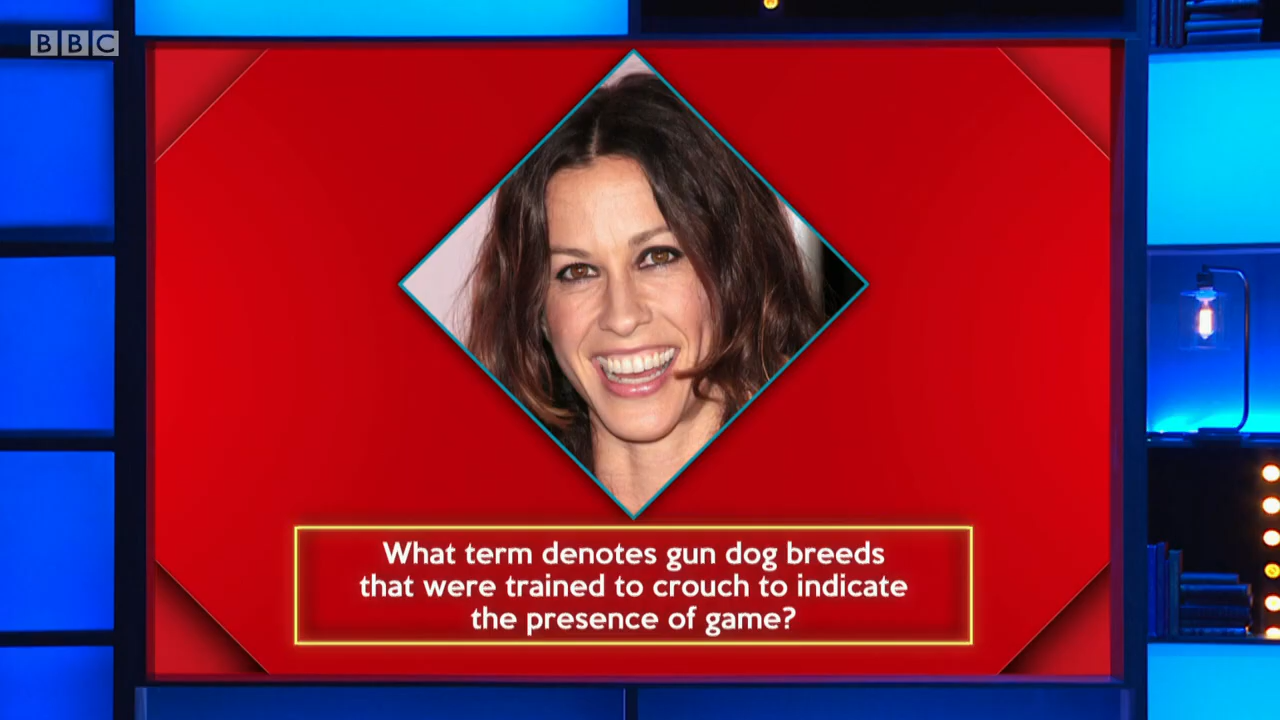 BBC
What term denotes gun dog breeds
that were trained to crouch to indicate
the presence of game?